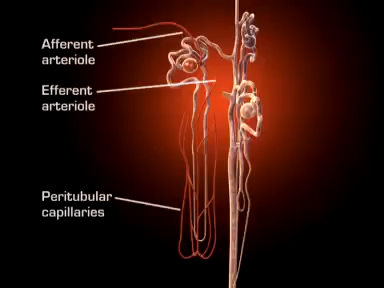 Afferent
arteriole
Efferent
arteriole
Peritubular
capillaries